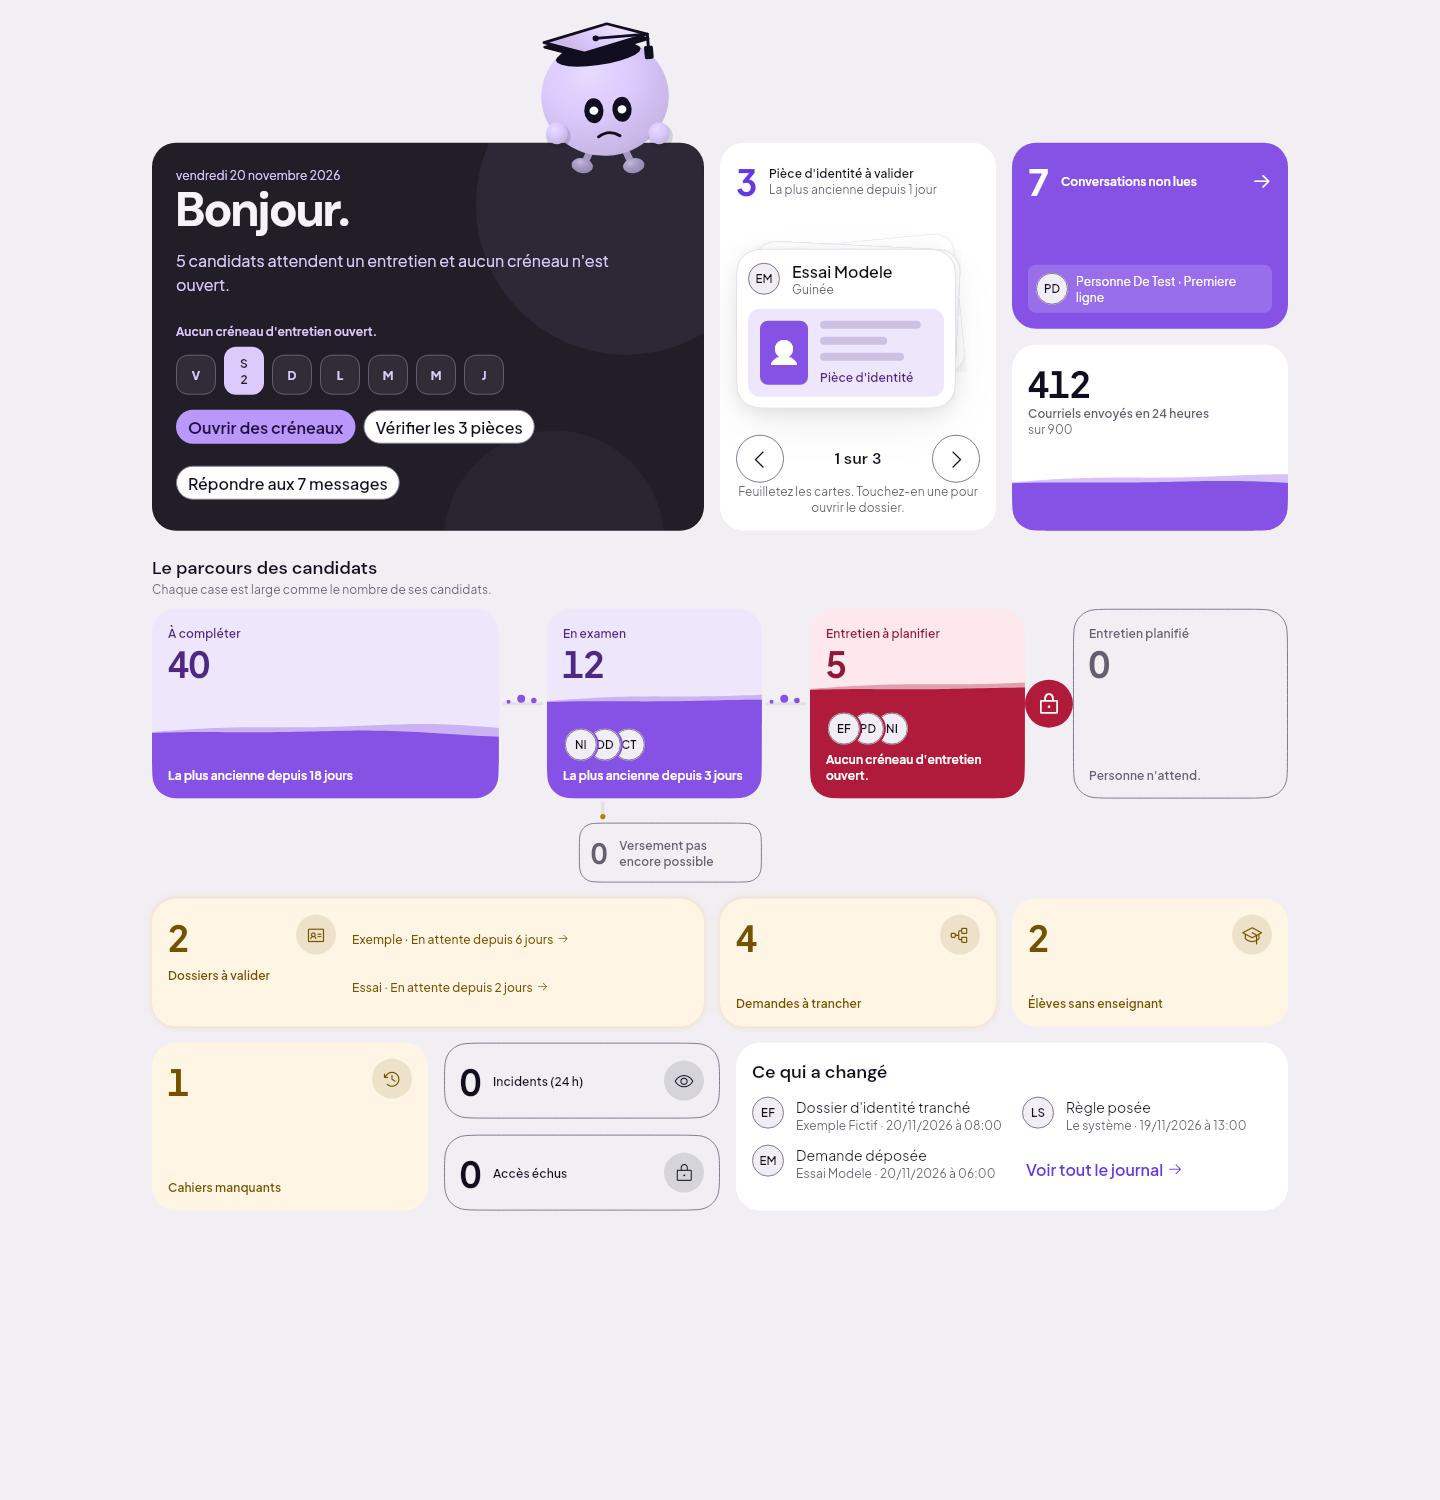 vendredi 20 novembre 2026
Bonjour.
5 candidats attendent un entretien et aucun créneau n'est
ouvert.
Aucun créneau d'entretien ouvert.
V
S
2
D
L
M
M
J
Ouvrir des créneaux
Vérifier les 3 pièces
Répondre aux 7 messages
3
Pièce d'identité à valider
La plus ancienne depuis 1 jour
EM
Essai Modele
Guinée
Pièce d'identité
1 sur 3
Feuilletez les cartes. Touchez-en une pour
ouvrir le dossier.
7
Conversations non lues
PD
Personne De Test · Premiere
ligne
412
Courriels envoyés en 24 heures
sur 900
Le parcours des candidats
Chaque case est large comme le nombre de ses candidats.
À compléter
40
La plus ancienne depuis 18 jours
En examen
12
NI
DD
CT
La plus ancienne depuis 3 jours
Entretien à planifier
5
EF
PD
NI
Aucun créneau d'entretien
ouvert.
Entretien planifié
0
Personne n'attend.
0
Versement pas
encore possible
2
Dossiers à valider
Exemple · En attente depuis 6 jours
Essai · En attente depuis 2 jours
4
Demandes à trancher
2
Élèves sans enseignant
1
Cahiers manquants
0
Incidents (24 h)
0
Accès échus
Ce qui a changé
EF
Dossier d'identité tranché
Exemple Fictif · 20/11/2026 à 08:00
LS
Règle posée
Le système · 19/11/2026 à 13:00
EM
Demande déposée
Essai Modele · 20/11/2026 à 06:00
Voir tout le journal